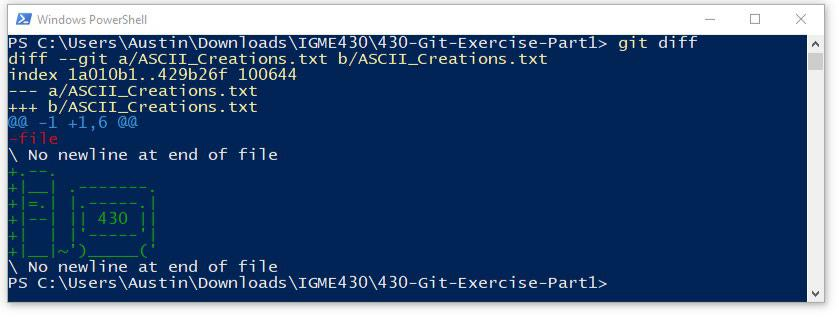 Windows PowerShell
PS C:\Users\Austin\Downloads\IGME430\430-Git-Exercise-Part1> git diff
diff --git a/ASCII_Creations.txt b/ASCII_Creations.txt
index 1a010b1..429b26f 100644
--- a/ASCII_Creations.txt
+++ b/ASCII_Creations.txt
@@ -1 +1,6 @@
-file
\ No newline at end of file
+.--.
+|__| .-------.
+|=.| |.-----.|
+|--| || 430 ||
+|  | |'-----'|
+|__|~')_____('
\ No newline at end of file
PS C:\Users\Austin\Downloads\IGME430\430-Git-Exercise-Part1>